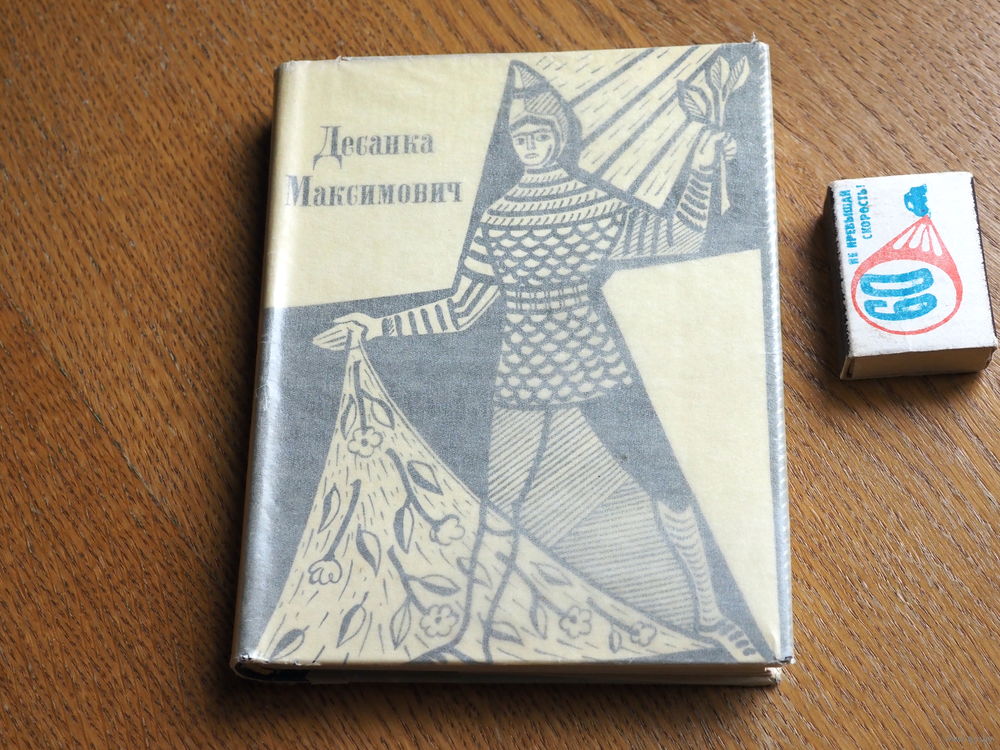 Десанка
Максимович
НЕ ПРЕВЫШАЙ
СКОРОСТЬ!
60